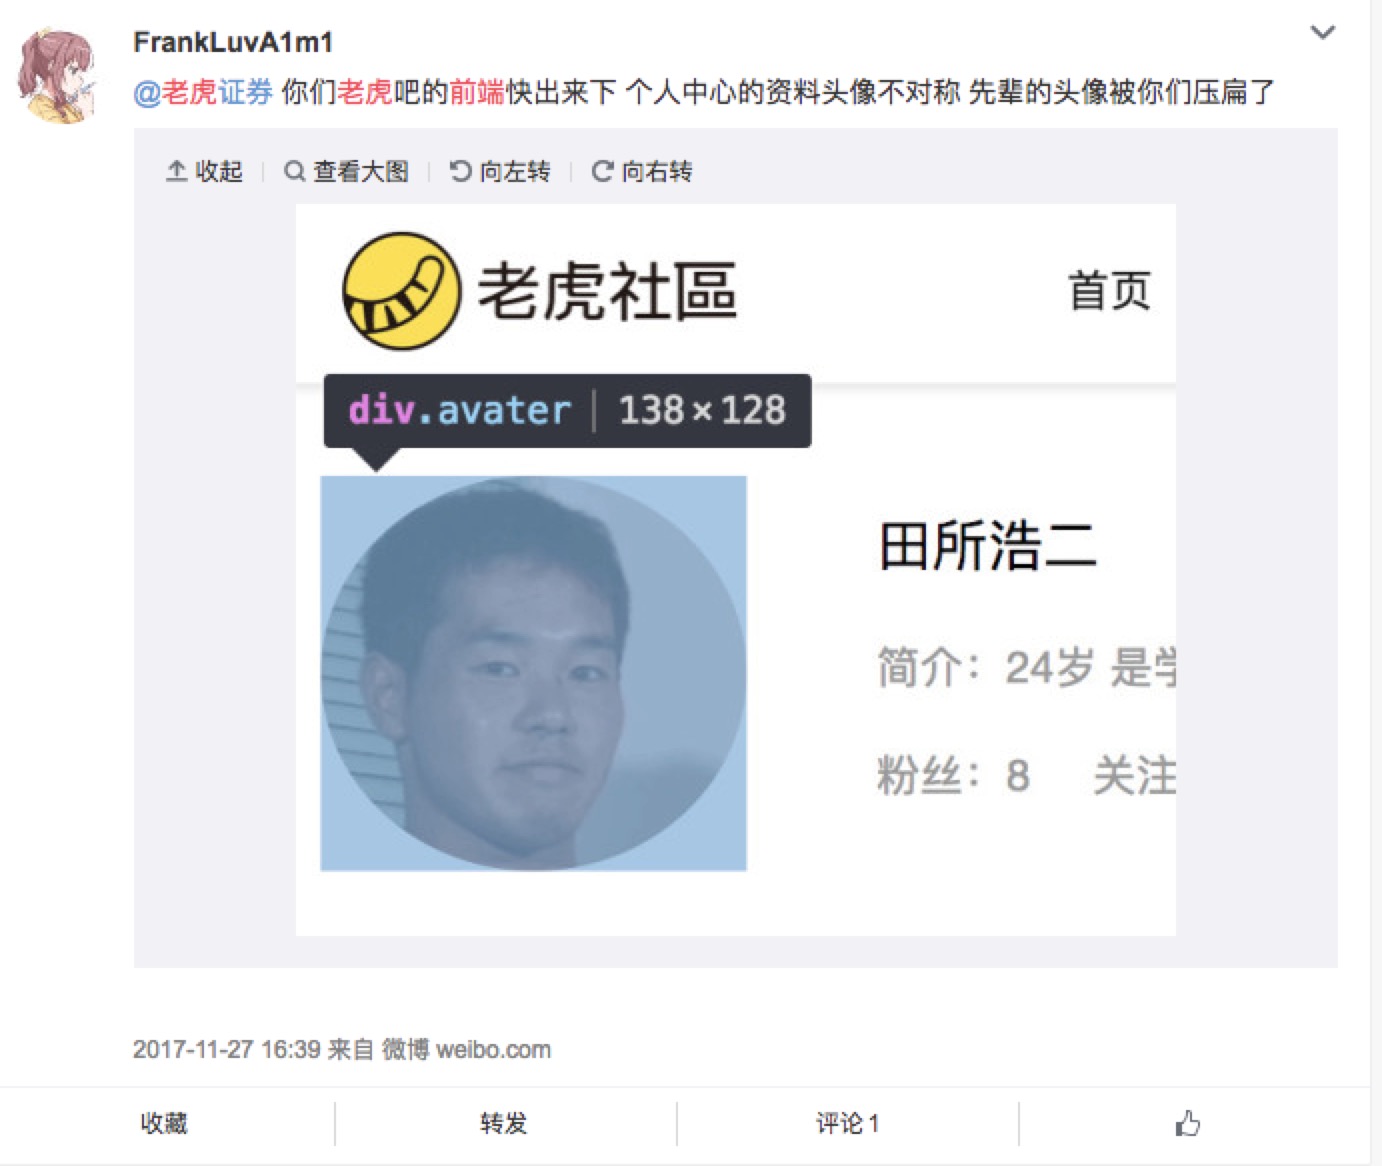 FrankLuvA1m1
@老虎证券 你们老虎吧的前端快出来下 个人中心的资料头像不对称 先辈的头像被你们压扁了
收起 查看大图 向左转 向右转
老虎社區 首页
div.avater 138×128
田所浩二
简介：24岁 是学
粉丝：8 关注
2017-11-27 16:39 来自 微博 weibo.com
收藏 转发 评论 1